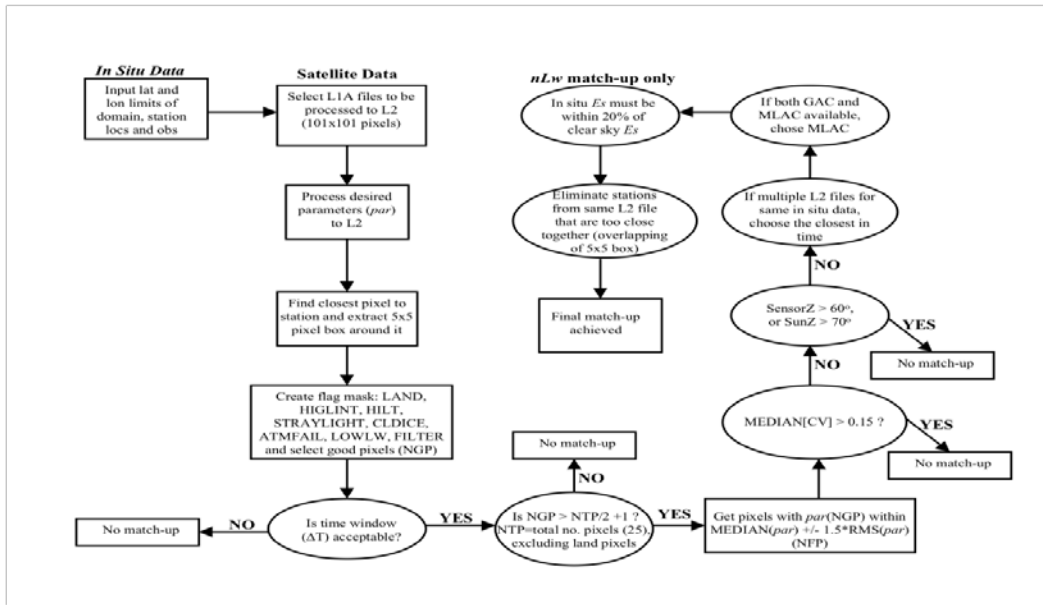 In Situ Data
Input lat and
lon limits of
domain, station
locs and obs
Satellite Data
Select L1A files to be
processed to L2
(101x101 pixels)
Process desired
parameters (par)
to L2
Find closest pixel to
station and extract 5x5
pixel box around it
Create flag mask: LAND,
HIGLINT, HILT,
STRAYLIGHT, CLDICE,
ATMFAIL, LOWLW, FILTER
and select good pixels (NGP)
Is time window
(ΔT) acceptable?
NO
No match-up
YES
Is NGP > NTP/2 +1 ?
NTP=total no. pixels (25),
excluding land pixels
NO
No match-up
YES
Get pixels with par(NGP) within
MEDIAN(par) +/- 1.5*RMS(par)
(NFP)
MEDIAN[CV] > 0.15 ?
YES
No match-up
NO
SensorZ > 60º,
or SunZ > 70º
YES
No match-up
NO
If multiple L2 files for
same in situ data,
choose the closest in
time
If both GAC and
MLAC available,
chose MLAC
nLw match-up only
In situ Es must be
within 20% of
clear sky Es
Eliminate stations
from same L2 file
that are too close
together (overlapping
of 5x5 box)
Final match-up
achieved